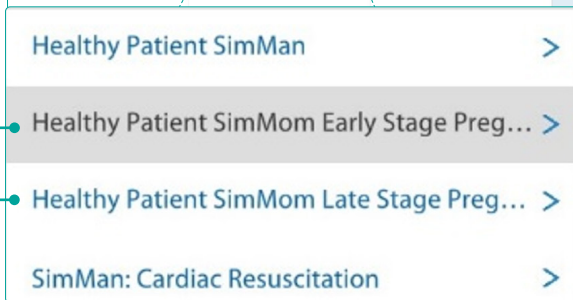 Healthy Patient SimMan
Healthy Patient SimMom Early Stage Preg...
Healthy Patient SimMom Late Stage Preg...
SimMan: Cardiac Resuscitation